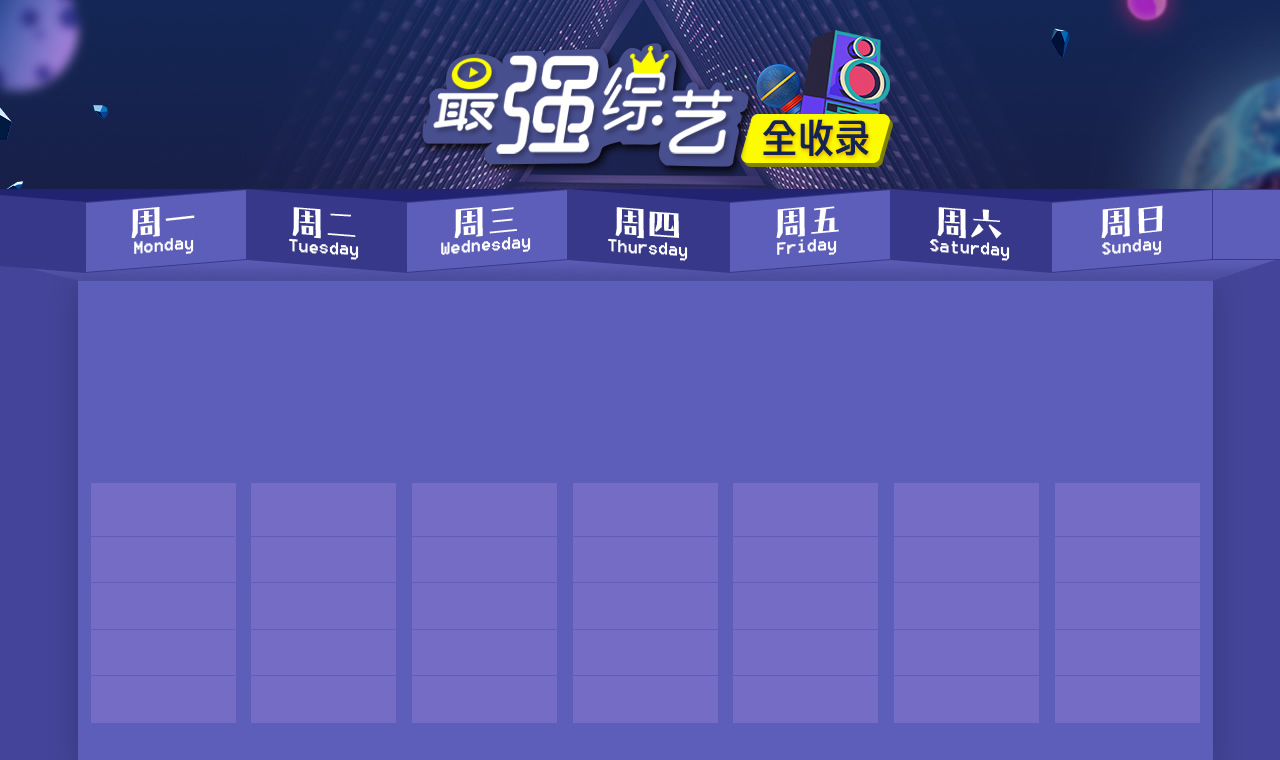 最强综艺
全收录
周一
Monday
周二
Tuesday
周三
Wednesday
周四
Thursday
周五
Friday
周六
Saturday
周日
Sunday